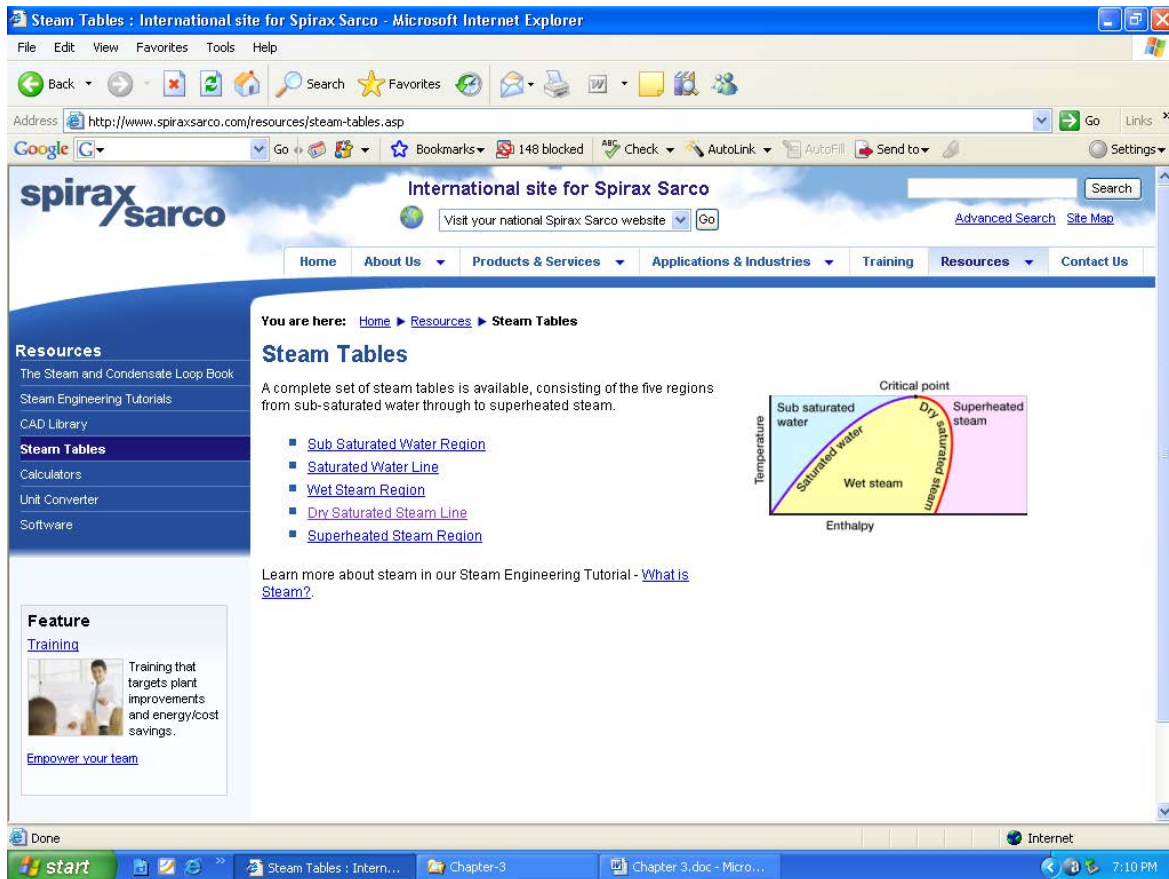 Steam Tables : International site for Spirax Sarco - Microsoft Internet Explorer
File Edit View Favorites Tools Help
Back Search Favorites
Address http://www.spiraxsarco.com/resources/steam-tables.asp Go Links »
Google G Go Bookmarks 148 blocked ABC Check AutoLink AutoFill Send to Settings
spirax sarco
International site for Spirax Sarco
Search
Visit your national Spirax Sarco website Go
Advanced Search Site Map
Home About Us Products & Services Applications & Industries Training Resources Contact Us
You are here: Home Resources Steam Tables
Resources
The Steam and Condensate Loop Book
Steam Engineering Tutorials
CAD Library
Steam Tables
Calculators
Unit Converter
Software
Feature
Training
Training that
targets plant
improvements
and energy/cost
savings.
Empower your team
Steam Tables
A complete set of steam tables is available, consisting of the five regions
from sub-saturated water through to superheated steam.
Sub Saturated Water Region
Saturated Water Line
Wet Steam Region
Dry Saturated Steam Line
Superheated Steam Region
Learn more about steam in our Steam Engineering Tutorial - What is
Steam?.
Critical point
Sub saturated
water
Superheated
steam
Saturated water
Dry saturated steam
Wet steam
Temperature
Enthalpy
Done Internet
start » Steam Tables : Intern... Chapter-3 Chapter 3.doc - Micro... 7:10 PM